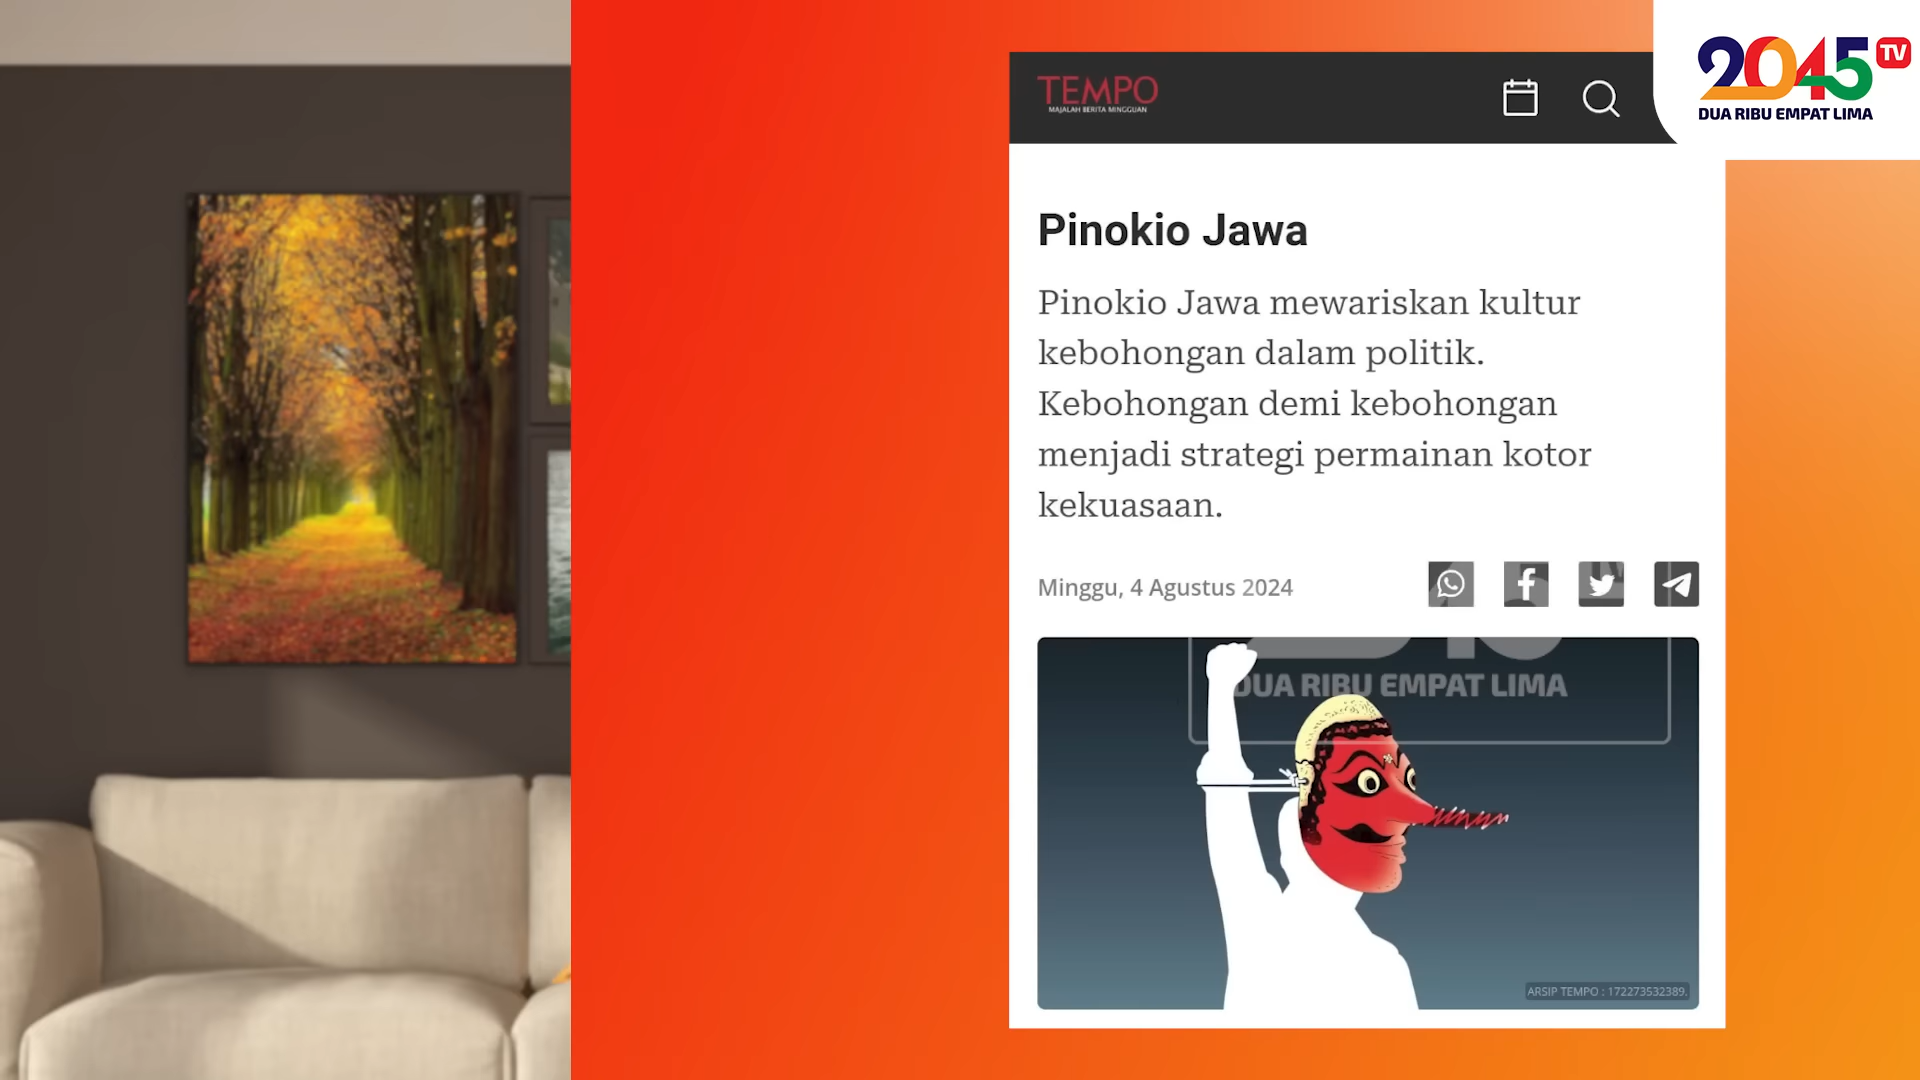 2045 TV
DUA RIBU EMPAT LIMA
TEMPO
MAJALAH BERITA MINGGUAN
Pinokio Jawa
Pinokio Jawa mewariskan kultur
kebohongan dalam politik.
Kebohongan demi kebohongan
menjadi strategi permainan kotor
kekuasaan.
Minggu, 4 Agustus 2024
DUA RIBU EMPAT LIMA
ARSIP TEMPO : 172273532389.